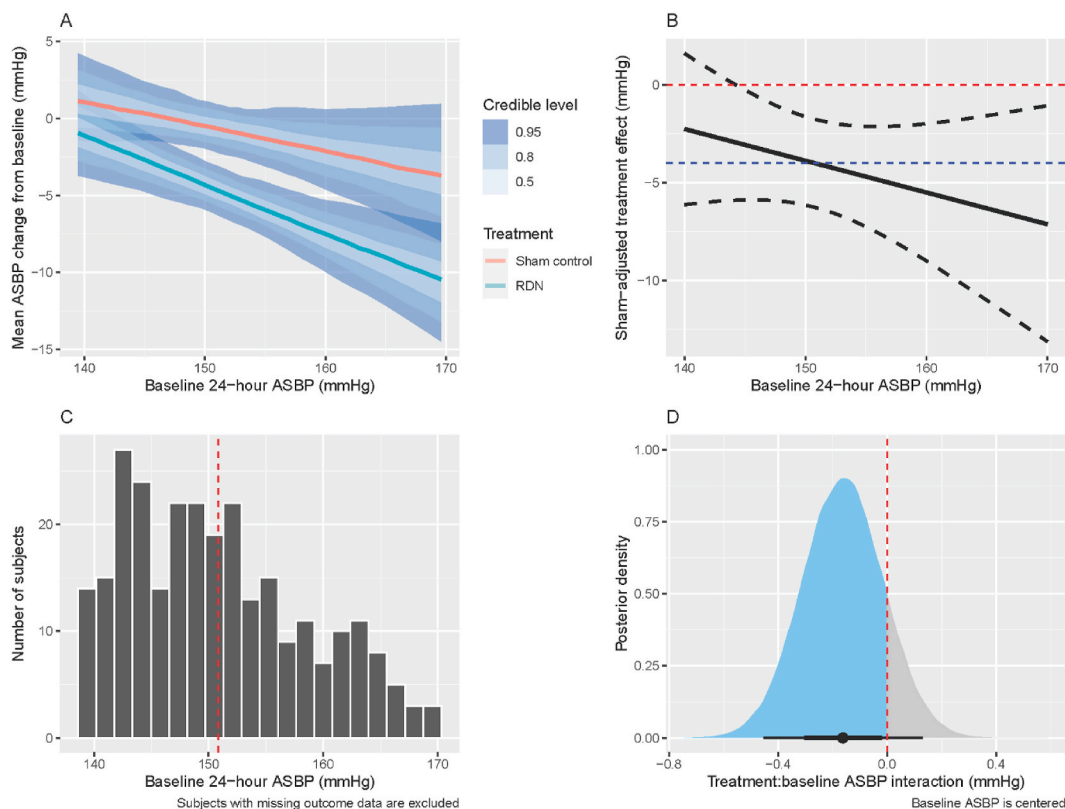 A
Mean ASBP change from baseline (mmHg)
5
0
−5
−10
−15
140
150
160
170
Baseline 24−hour ASBP (mmHg)
Credible level
0.95
0.8
0.5
Treatment
Sham control
RDN
B
Sham−adjusted treatment effect (mmHg)
0
−5
−10
140
150
160
170
Baseline 24−hour ASBP (mmHg)
C
Number of subjects
20
10
0
140
150
160
170
Baseline 24−hour ASBP (mmHg)
Subjects with missing outcome data are excluded
D
Posterior density
1.00
0.75
0.50
0.25
0.00
−0.8
−0.4
0.0
0.4
Treatment:baseline ASBP interaction (mmHg)
Baseline ASBP is centered